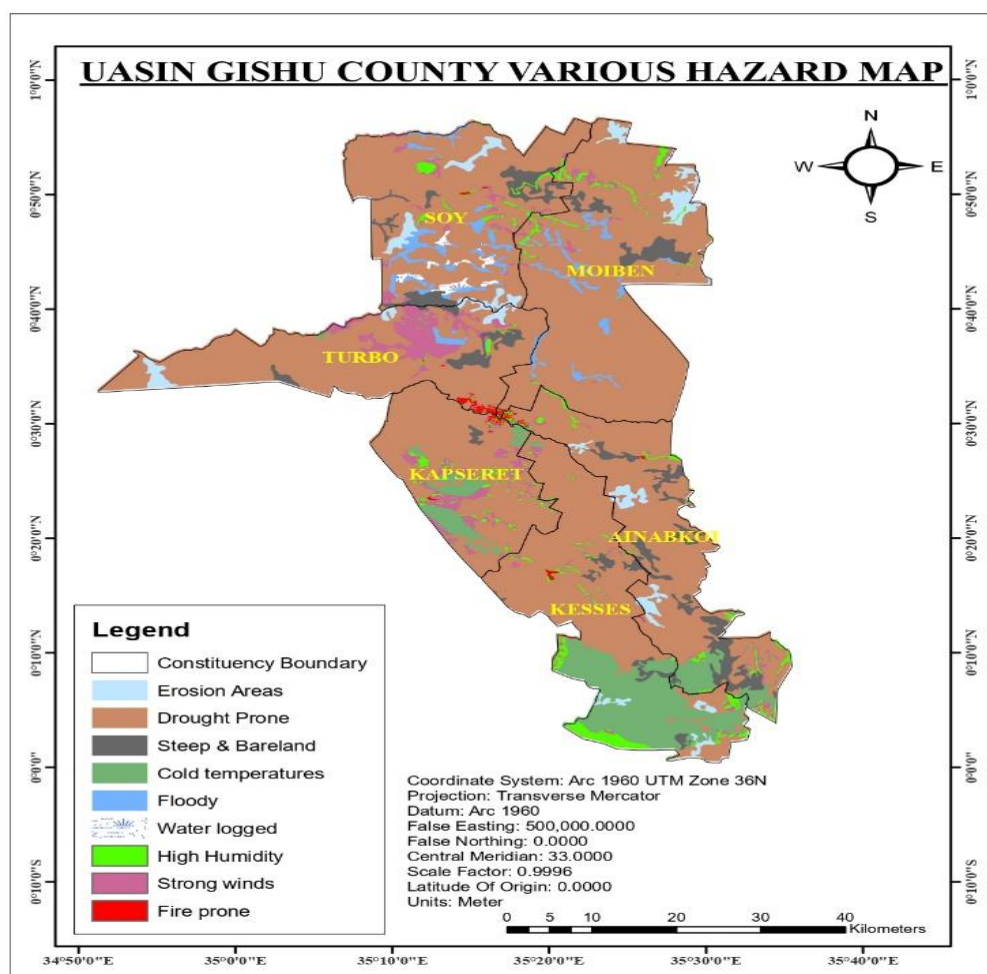 UASIN GISHU COUNTY VARIOUS HAZARD MAP
1°0'0"N
1°0'0"N
N
W
E
S
0°50'0"N
0°50'0"N
SOY
MOIBEN
0°40'0"N
0°40'0"N
TURBO
0°30'0"N
0°30'0"N
KAPSERET
0°20'0"N
0°20'0"N
AINABKOI
KESSES
Legend
Constituency Boundary
Erosion Areas
Drought Prone
Steep & Bareland
Cold temperatures
Floody
Water logged
High Humidity
Strong winds
Fire prone
0°10'0"N
0°10'0"N
0°0'0"
0°0'0"
0°10'0"S
0°10'0"S
Coordinate System: Arc 1960 UTM Zone 36N
Projection: Transverse Mercator
Datum: Arc 1960
False Easting: 500,000.0000
False Northing: 0.0000
Central Meridian: 33.0000
Scale Factor: 0.9996
Latitude Of Origin: 0.0000
Units: Meter
0 5 10 20 30 40
Kilometers
34°50'0"E 35°0'0"E 35°10'0"E 35°20'0"E 35°30'0"E 35°40'0"E